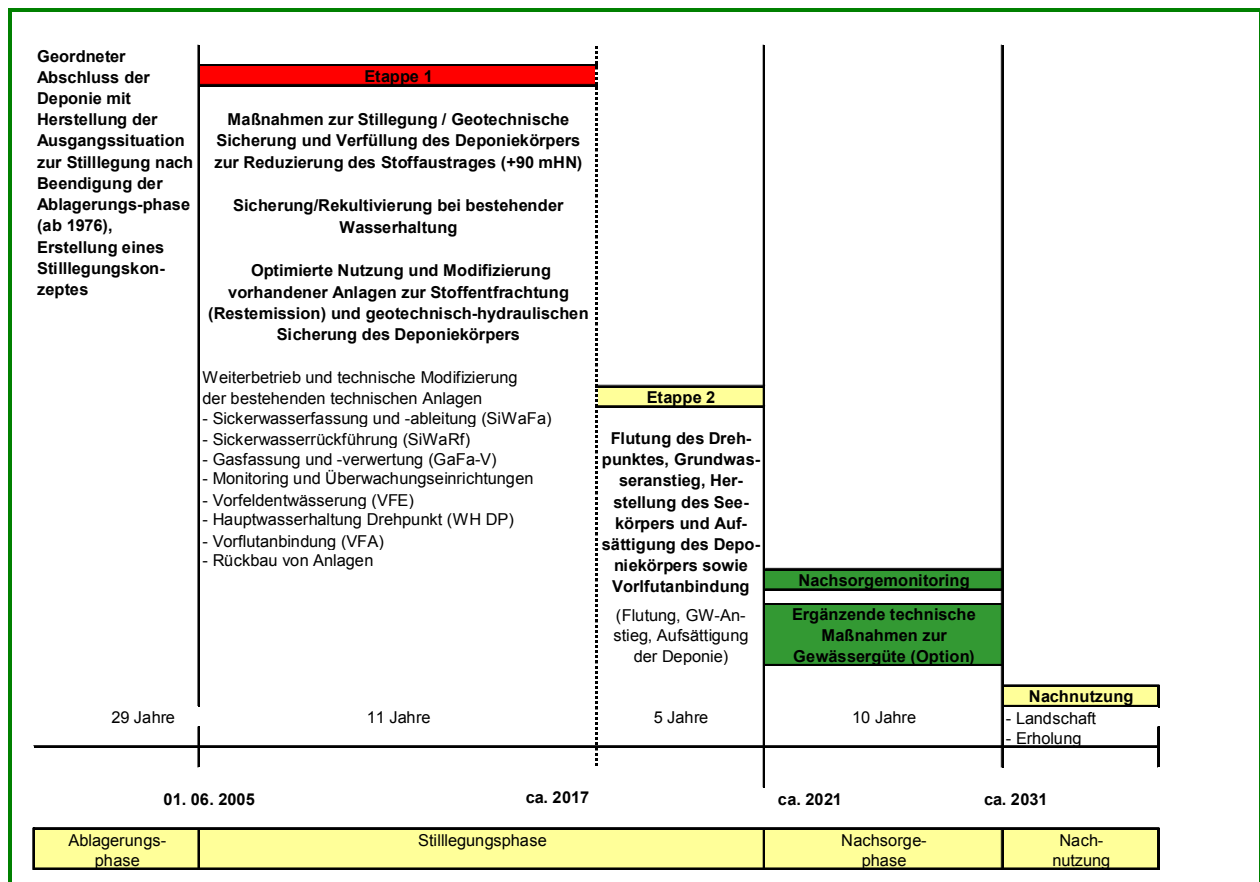 Geordneter
Abschluss der
Deponie mit
Herstellung der
Ausgangssituation
zur Stilllegung nach
Beendigung der
Ablagerungs-phase
(ab 1976),
Erstellung eines
Stilllegungskon-
zeptes
Etappe 1
Maßnahmen zur Stillegung / Geotechnische
Sicherung und Verfüllung des Deponiekörpers
zur Reduzierung des Stoffaustrages (+90 mHN)
Sicherung/Rekultivierung bei bestehender
Wasserhaltung
Optimierte Nutzung und Modifizierung
vorhandener Anlagen zur Stoffentfrachtung
(Restemission) und geotechnisch-hydraulischen
Sicherung des Deponiekörpers
Weiterbetrieb und technische Modifizierung
der bestehenden technischen Anlagen
- Sickerwasserfassung und -ableitung (SiWaFa)
- Sickerwasserrückführung (SiWaRf)
- Gasfassung und -verwertung (GaFa-V)
- Monitoring und Überwachungseinrichtungen
- Vorfeldentwässerung (VFE)
- Hauptwasserhaltung Drehpunkt (WH DP)
- Vorflutanbindung (VFA)
- Rückbau von Anlagen
Etappe 2
Flutung des Dreh-
punktes, Grundwas-
seranstieg, Her-
stellung des See-
körpers und Auf-
sättigung des Depo-
niekörpers sowie
Vorlfutanbindung
(Flutung, GW-An-
stieg, Aufsättigung
der Deponie)
Nachsorgemonitoring
Ergänzende technische
Maßnahmen zur
Gewässergüte (Option)
Nachnutzung
- Landschaft
- Erholung
29 Jahre
11 Jahre
5 Jahre
10 Jahre
01. 06. 2005
ca. 2017
ca. 2021
ca. 2031
Ablagerungs-
phase
Stilllegungsphase
Nachsorge-
phase
Nach-
nutzung